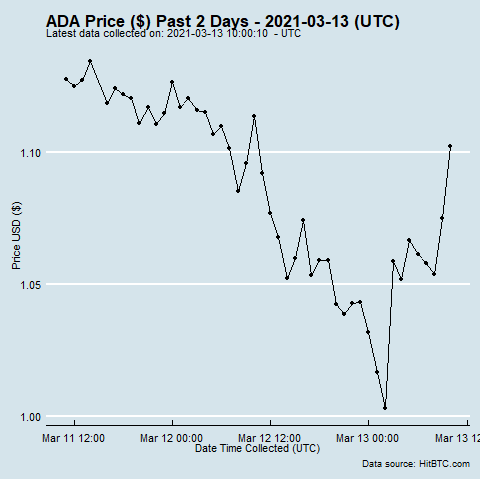 ADA Price ($) Past 2 Days - 2021-03-13 (UTC)
Latest data collected on: 2021-03-13 10:00:10 - UTC
Price USD ($)
1.10
1.05
1.00
Mar 11 12:00 Mar 12 00:00 Mar 12 12:00 Mar 13 00:00 Mar 13 12
Date Time Collected (UTC)
Data source: HitBTC.com